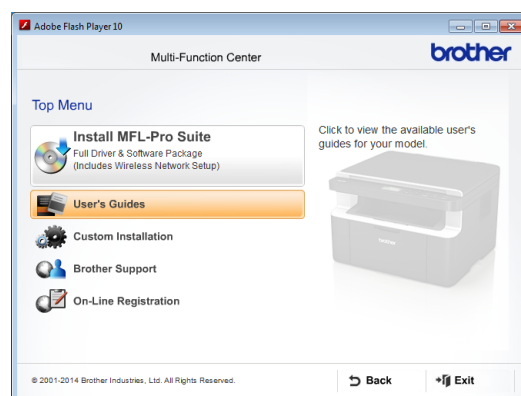 Adobe Flash Player 10
Multi-Function Center
brother
Top Menu
Install MFL-Pro Suite
Full Driver & Software Package
(Includes Wireless Network Setup)
User's Guides
Custom Installation
Brother Support
On-Line Registration
Click to view the available user's
guides for your model.
© 2001-2014 Brother Industries, Ltd. All Rights Reserved.
Back
Exit